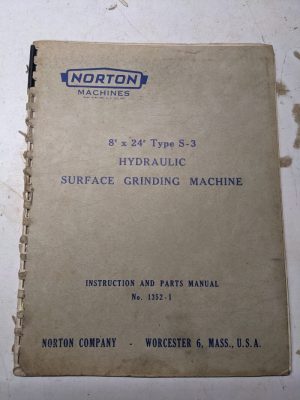 NORTON
MACHINES
8' x 24' Type S-3
HYDRAULIC
SURFACE GRINDING MACHINE
INSTRUCTION AND PARTS MANUAL
No. 1352-1
NORTON COMPANY - WORCESTER 6, MASS., U.S.A.